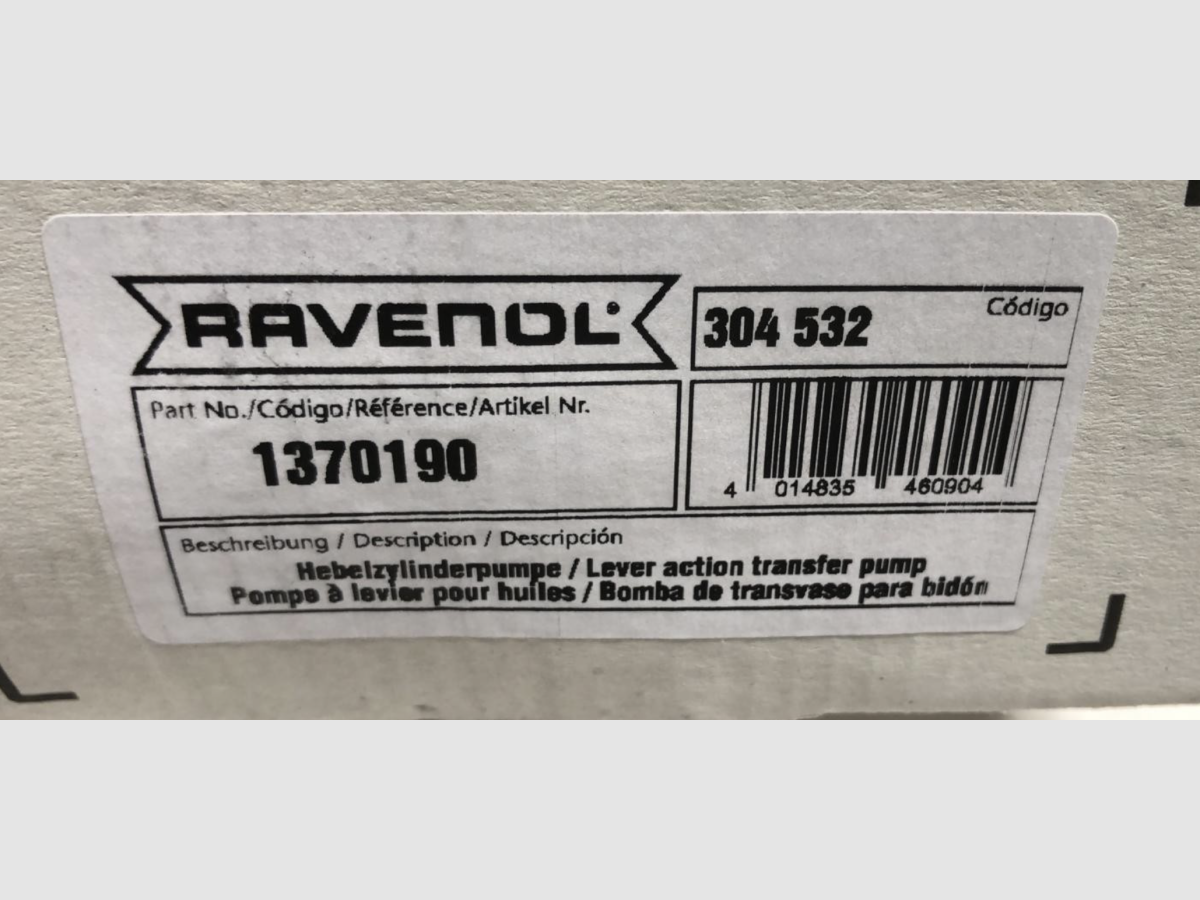 RAVENOL®
304 532
Código
Part No./Código/Référence/Artikel Nr.
1370190
4 014835 460904
Beschreibung / Description / Descripción
Hebelzylinderpumpe / Lever action transfer pump
Pompe à levier pour huiles / Bomba de transvase para bidón